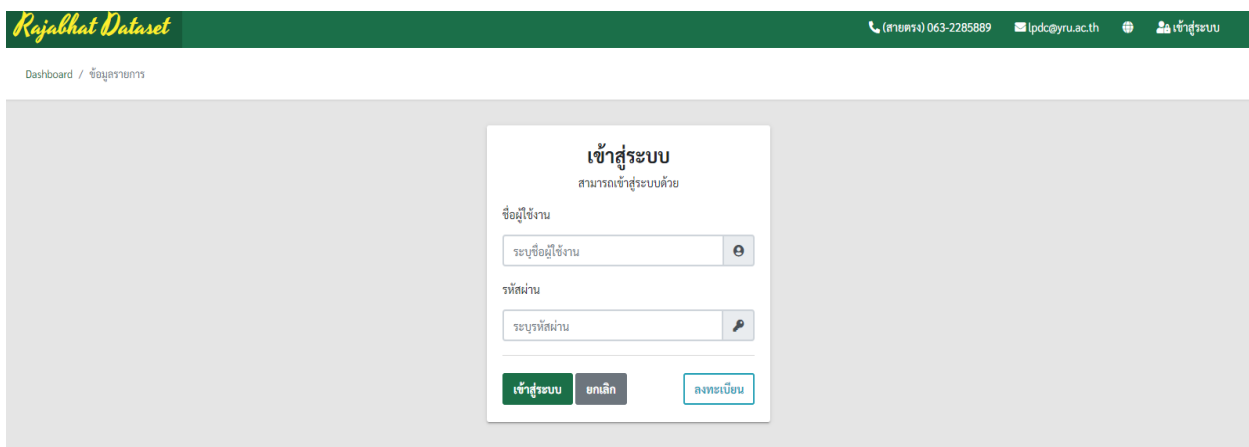 Rajabhat Dataset
(สายตรง) 063-2285889 lpdc@yru.ac.th เข้าสู่ระบบ
Dashboard / ข้อมูลรายการ
เข้าสู่ระบบ
สามารถเข้าสู่ระบบด้วย
ชื่อผู้ใช้งาน
ระบุชื่อผู้ใช้งาน
รหัสผ่าน
ระบุรหัสผ่าน
เข้าสู่ระบบ ยกเลิก ลงทะเบียน